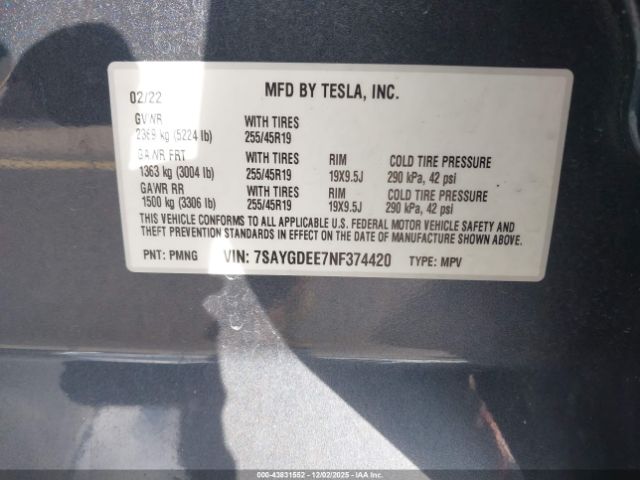 02/22 MFD BY TESLA, INC.
GVWR WITH TIRES
2369 kg (5224 lb) 255/45R19
GAWR FRT WITH TIRES RIM COLD TIRE PRESSURE
1363 kg (3004 lb) 255/45R19 19X9.5J 290 kPa, 42 psi
GAWR RR WITH TIRES RIM COLD TIRE PRESSURE
1500 kg (3306 lb) 255/45R19 19X9.5J 290 kPa, 42 psi
THIS VEHICLE CONFORMS TO ALL APPLICABLE U.S. FEDERAL MOTOR VEHICLE SAFETY AND
THEFT PREVENTION STANDARDS IN EFFECT ON THE DATE OF MANUFACTURE SHOWN ABOVE.
PNT: PMNG VIN: 7SAYGDEE7NF374420 TYPE: MPV
000-43831552 - 12/02/2025 - IAAI.COM